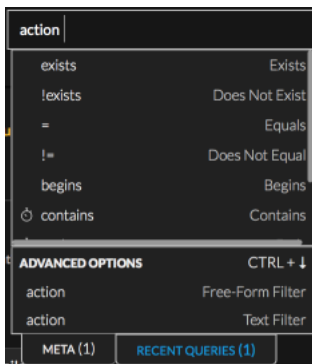 action
exists Exists
!exists Does Not Exist
= Equals
!= Does Not Equal
begins Begins
contains Contains
ADVANCED OPTIONS CTRL + ↓
action Free-Form Filter
action Text Filter
META (1) RECENT QUERIES (1)